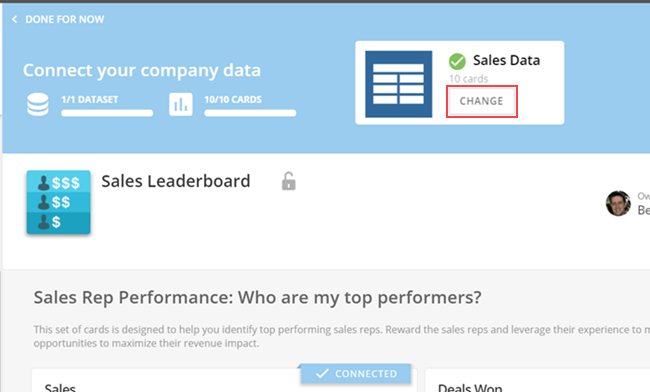 DONE FOR NOW
Connect your company data
1/1 DATASET
10/10 CARDS
Sales Data
10 cards
CHANGE
$$$
$$
$
Sales Leaderboard
Sales Rep Performance: Who are my top performers?
This set of cards is designed to help you identify top performing sales reps. Reward the sales reps and leverage their experience to
opportunities to maximize their revenue impact.
CONNECTED
Sales
Deals Won